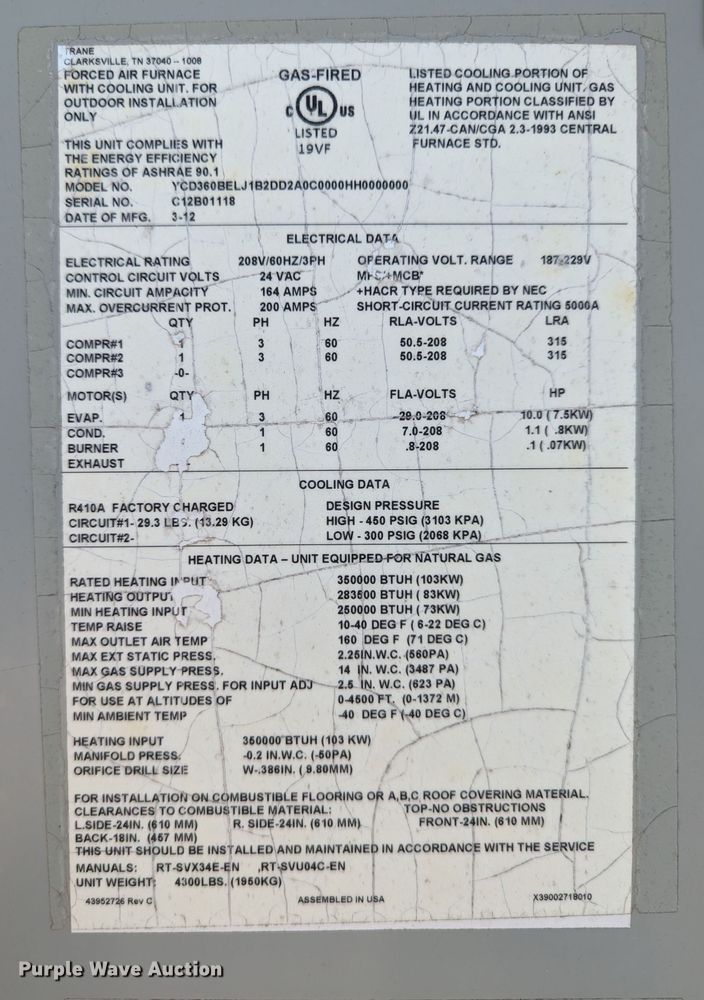 TRANE
CLARKSVILLE, TN 37040 -- 1008
FORCED AIR FURNACE
WITH COOLING UNIT. FOR
OUTDOOR INSTALLATION
ONLY
THIS UNIT COMPLIES WITH
THE ENERGY EFFICIENCY
RATINGS OF ASHRAE 90.1
GAS-FIRED
C UL US
LISTED
19VF
LISTED COOLING PORTION OF
HEATING AND COOLING UNIT. GAS
HEATING PORTION CLASSIFIED BY
UL IN ACCORDANCE WITH ANSI
Z21.47-CAN/CGA 2.3-1993 CENTRAL
FURNACE STD.
MODEL NO. YCD360BELJ1B2DD2A0C0000HH0000000
SERIAL NO. C12B01118
DATE OF MFG. 3-12
ELECTRICAL DATA
ELECTRICAL RATING 208V/60HZ/3PH OPERATING VOLT. RANGE 187-229V
CONTROL CIRCUIT VOLTS 24 VAC +MCB*
MIN. CIRCUIT AMPACITY 164 AMPS +HACR TYPE REQUIRED BY NEC
MAX. OVERCURRENT PROT. 200 AMPS SHORT-CIRCUIT CURRENT RATING 5000A
QTY PH HZ RLA-VOLTS LRA
COMPR#1 1 3 60 50.5-208 315
COMPR#2 1 3 60 50.5-208 315
COMPR#3 -0-
MOTOR(S) QTY PH HZ FLA-VOLTS HP
EVAP. 1 3 60 29.0-208 10.0 ( 7.5KW)
COND. 1 60 7.0-208 1.1 ( .8KW)
BURNER 1 60 .8-208 .1 ( .07KW)
EXHAUST
COOLING DATA
R410A FACTORY CHARGED DESIGN PRESSURE
CIRCUIT#1- 29.3 LBS. (13.29 KG) HIGH - 450 PSIG (3103 KPA)
CIRCUIT#2- LOW - 300 PSIG (2068 KPA)
HEATING DATA – UNIT EQUIPPED FOR NATURAL GAS
RATED HEATING INPUT 350000 BTUH (103KW)
HEATING OUTPUT 283500 BTUH ( 83KW)
MIN HEATING INPUT 250000 BTUH ( 73KW)
TEMP RAISE 10-40 DEG F ( 6-22 DEG C)
MAX OUTLET AIR TEMP 160 DEG F (71 DEG C)
MAX EXT STATIC PRESS. 2.25IN.W.C. (560PA)
MAX GAS SUPPLY PRESS. 14 IN. W.C. (3487 PA)
MIN GAS SUPPLY PRESS. FOR INPUT ADJ 2.5 IN. W.C. (623 PA)
FOR USE AT ALTITUDES OF 0-4500 FT. (0-1372 M)
MIN AMBIENT TEMP -40 DEG F (-40 DEG C)
HEATING INPUT 350000 BTUH (103 KW)
MANIFOLD PRESS. -0.2 IN.W.C. (-50PA)
ORIFICE DRILL SIZE W-.386IN. ( 9.80MM)
FOR INSTALLATION ON COMBUSTIBLE FLOORING OR A,B,C ROOF COVERING MATERIAL.
CLEARANCES TO COMBUSTIBLE MATERIAL: TOP-NO OBSTRUCTIONS
L.SIDE-24IN. (610 MM) R. SIDE-24IN. (610 MM) FRONT-24IN. (610 MM)
BACK-18IN. (457 MM)
THIS UNIT SHOULD BE INSTALLED AND MAINTAINED IN ACCORDANCE WITH THE SERVICE
MANUALS: RT-SVX34E-EN ,RT-SVU04C-EN
UNIT WEIGHT: 4300LBS. (1950KG)
43952726 Rev C ASSEMBLED IN USA X39002718010
Purple Wave Auction